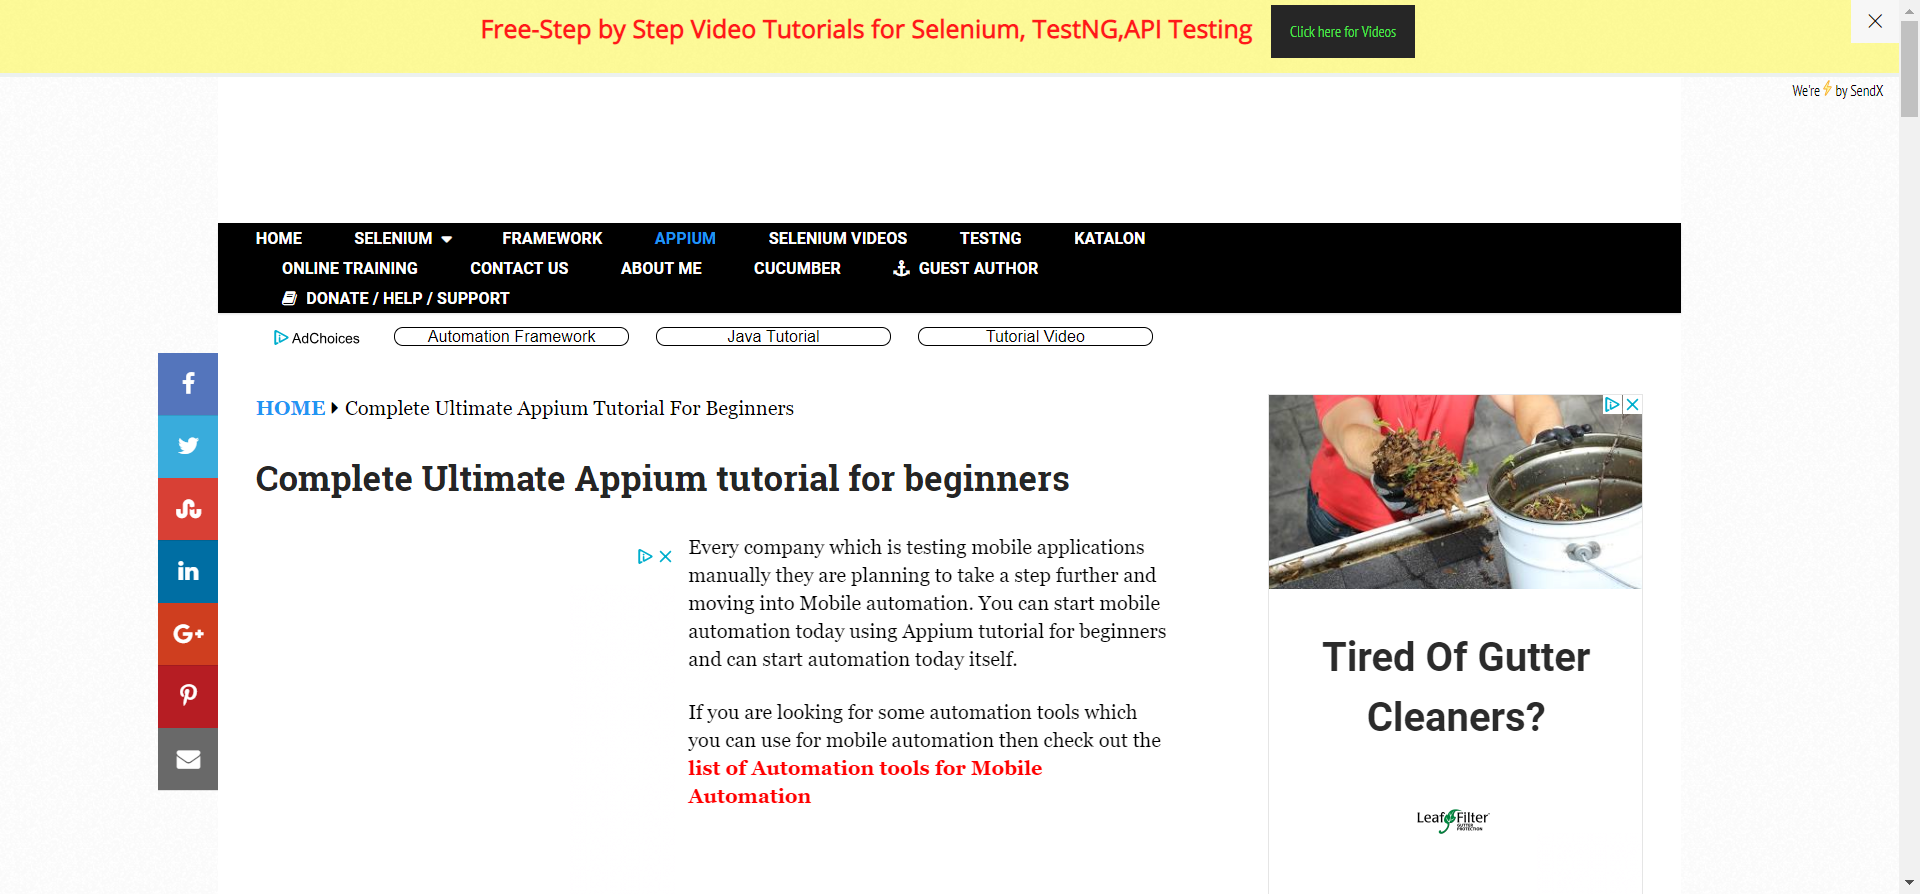 Free-Step by Step Video Tutorials for Selenium, TestNG,API Testing
Click here for Videos
We're by SendX
HOME SELENIUM FRAMEWORK APPIUM SELENIUM VIDEOS TESTNG KATALON
ONLINE TRAINING CONTACT US ABOUT ME CUCUMBER GUEST AUTHOR
DONATE / HELP / SUPPORT
AdChoices Automation Framework Java Tutorial Tutorial Video
HOME Complete Ultimate Appium Tutorial For Beginners
Complete Ultimate Appium tutorial for beginners
Every company which is testing mobile applications
manually they are planning to take a step further and
moving into Mobile automation. You can start mobile
automation today using Appium tutorial for beginners
and can start automation today itself.
If you are looking for some automation tools which
you can use for mobile automation then check out the
list of Automation tools for Mobile
Automation
Tired Of Gutter
Cleaners?
LeafFilter
GUTTER
PROTECTION